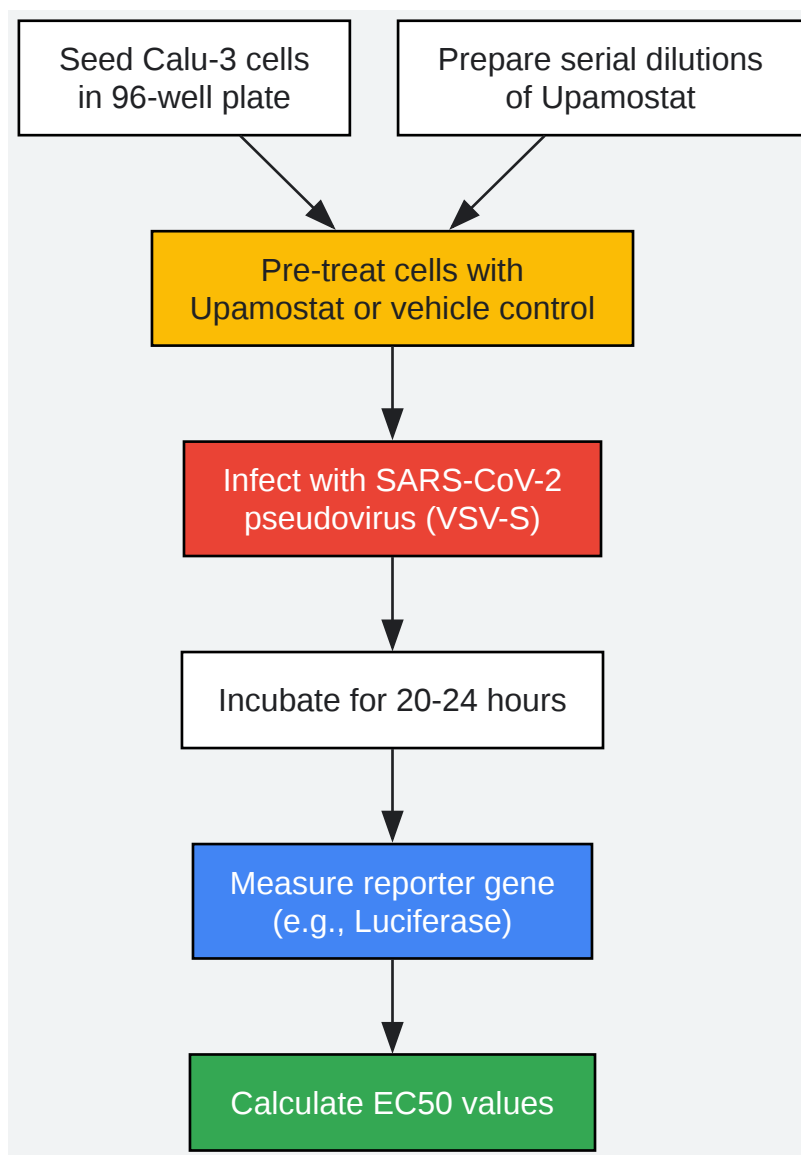 Seed Calu-3 cells
in 96-well plate
Prepare serial dilutions
of Upamostat
Pre-treat cells with
Upamostat or vehicle control
Infect with SARS-CoV-2
pseudovirus (VSV-S)
Incubate for 20-24 hours
Measure reporter gene
(e.g., Luciferase)
Calculate EC50 values